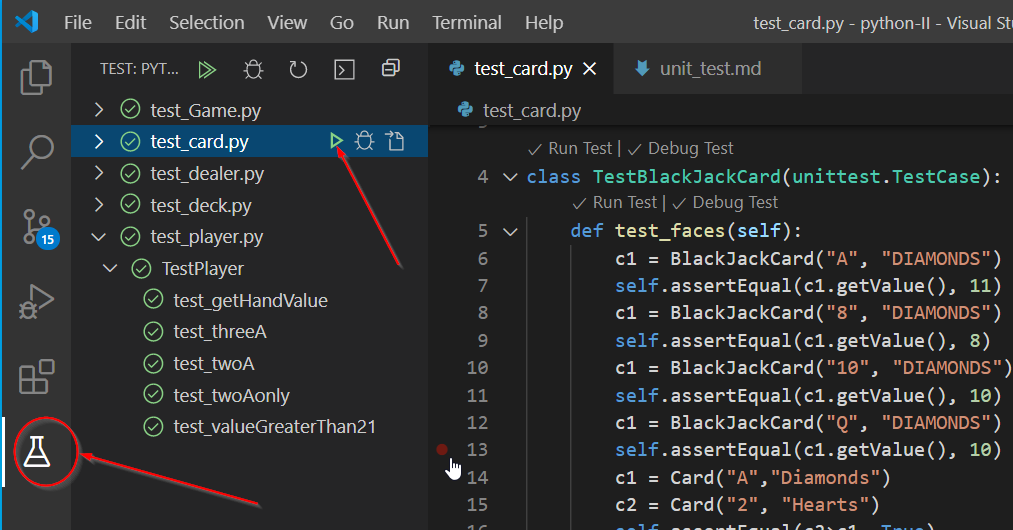 File Edit Selection View Go Run Terminal Help
test_card.py - python-II - Visual Stu
TEST: PYT...
test_card.py
unit_test.md
test_Game.py
test_card.py
test_dealer.py
test_deck.py
test_player.py
TestPlayer
test_getHandValue
test_threeA
test_twoA
test_twoAonly
test_valueGreaterThan21
15
test_card.py
Run Test | Debug Test
4 class TestBlackJackCard(unittest.TestCase):
Run Test | Debug Test
5 def test_faces(self):
6 c1 = BlackJackCard("A", "DIAMONDS")
7 self.assertEqual(c1.getValue(), 11)
8 c1 = BlackJackCard("8", "DIAMONDS")
9 self.assertEqual(c1.getValue(), 8)
10 c1 = BlackJackCard("10", "DIAMONDS")
11 self.assertEqual(c1.getValue(), 10)
12 c1 = BlackJackCard("Q", "DIAMONDS")
13 self.assertEqual(c1.getValue(), 10)
14 c1 = Card("A","Diamonds")
15 c2 = Card("2", "Hearts")
16 self.assertEqual(c2>c1, True)